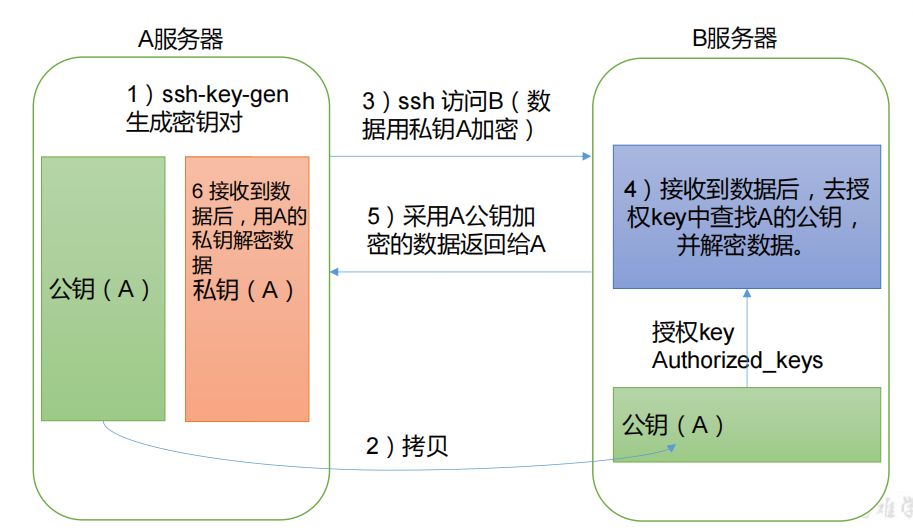 A服务器
B服务器
1）ssh-key-gen
生成密钥对
3）ssh 访问B（数
据用私钥A加密）
6 接收到数
据后，用A的
私钥解密数
据
私钥（A）
公钥（A）
5）采用A公钥加
密的数据返回给A
4）接收到数据后，去授
权key中查找A的公钥，
并解密数据。
授权key
Authorized_keys
公钥（A）
2）拷贝